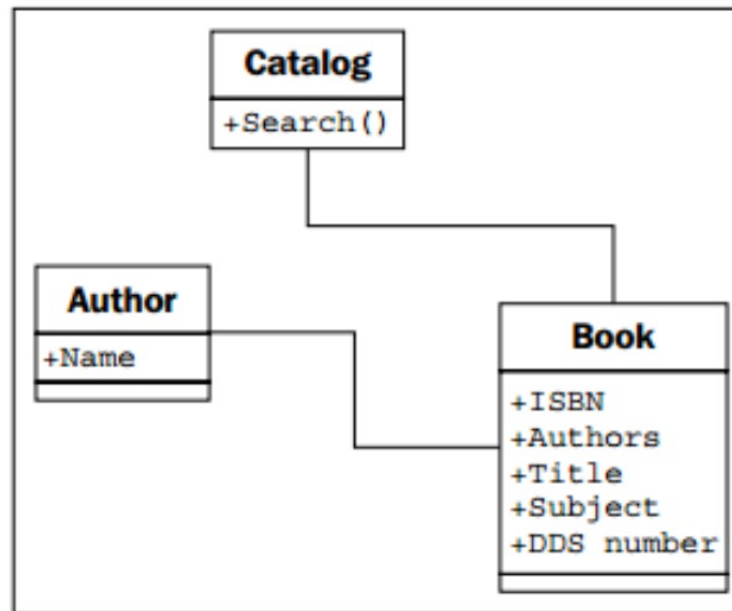 Catalog
+Search()
Author
+Name
Book
+ISBN
+Authors
+Title
+Subject
+DDS number